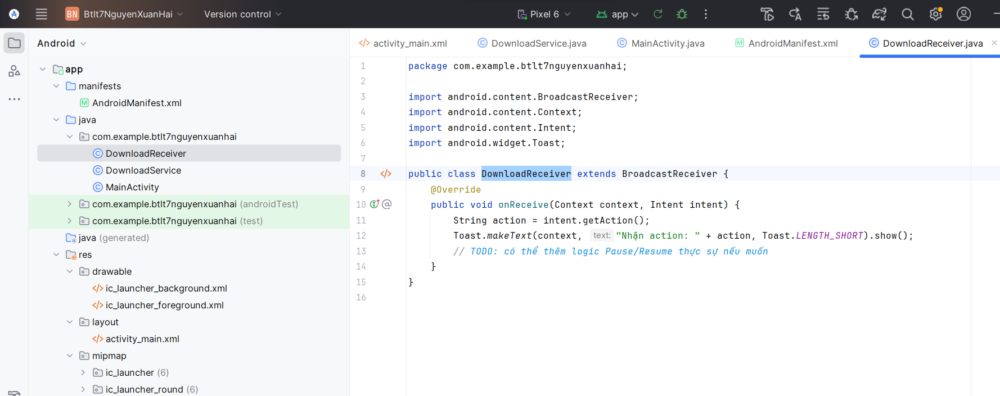 BN Btlt7NguyenXuanHai Version control Pixel 6 app
Android
app
manifests
AndroidManifest.xml
java
com.example.btlt7nguyenxuanhai
DownloadReceiver
DownloadService
MainActivity
com.example.btlt7nguyenxuanhai (androidTest)
com.example.btlt7nguyenxuanhai (test)
java (generated)
res
drawable
ic_launcher_background.xml
ic_launcher_foreground.xml
layout
activity_main.xml
mipmap
ic_launcher (6)
ic_launcher_round (6)
activity_main.xml DownloadService.java MainActivity.java AndroidManifest.xml DownloadReceiver.java
1 package com.example.btlt7nguyenxuanhai;
2
3 import android.content.BroadcastReceiver;
4 import android.content.Context;
5 import android.content.Intent;
6 import android.widget.Toast;
7
8 public class DownloadReceiver extends BroadcastReceiver {
9 @Override
10 public void onReceive(Context context, Intent intent) {
11 String action = intent.getAction();
12 Toast.makeText(context, text: "Nhận action: " + action, Toast.LENGTH_SHORT).show();
13 // TODO: có thể thêm logic Pause/Resume thực sự nếu muốn
14 }
15 }
16